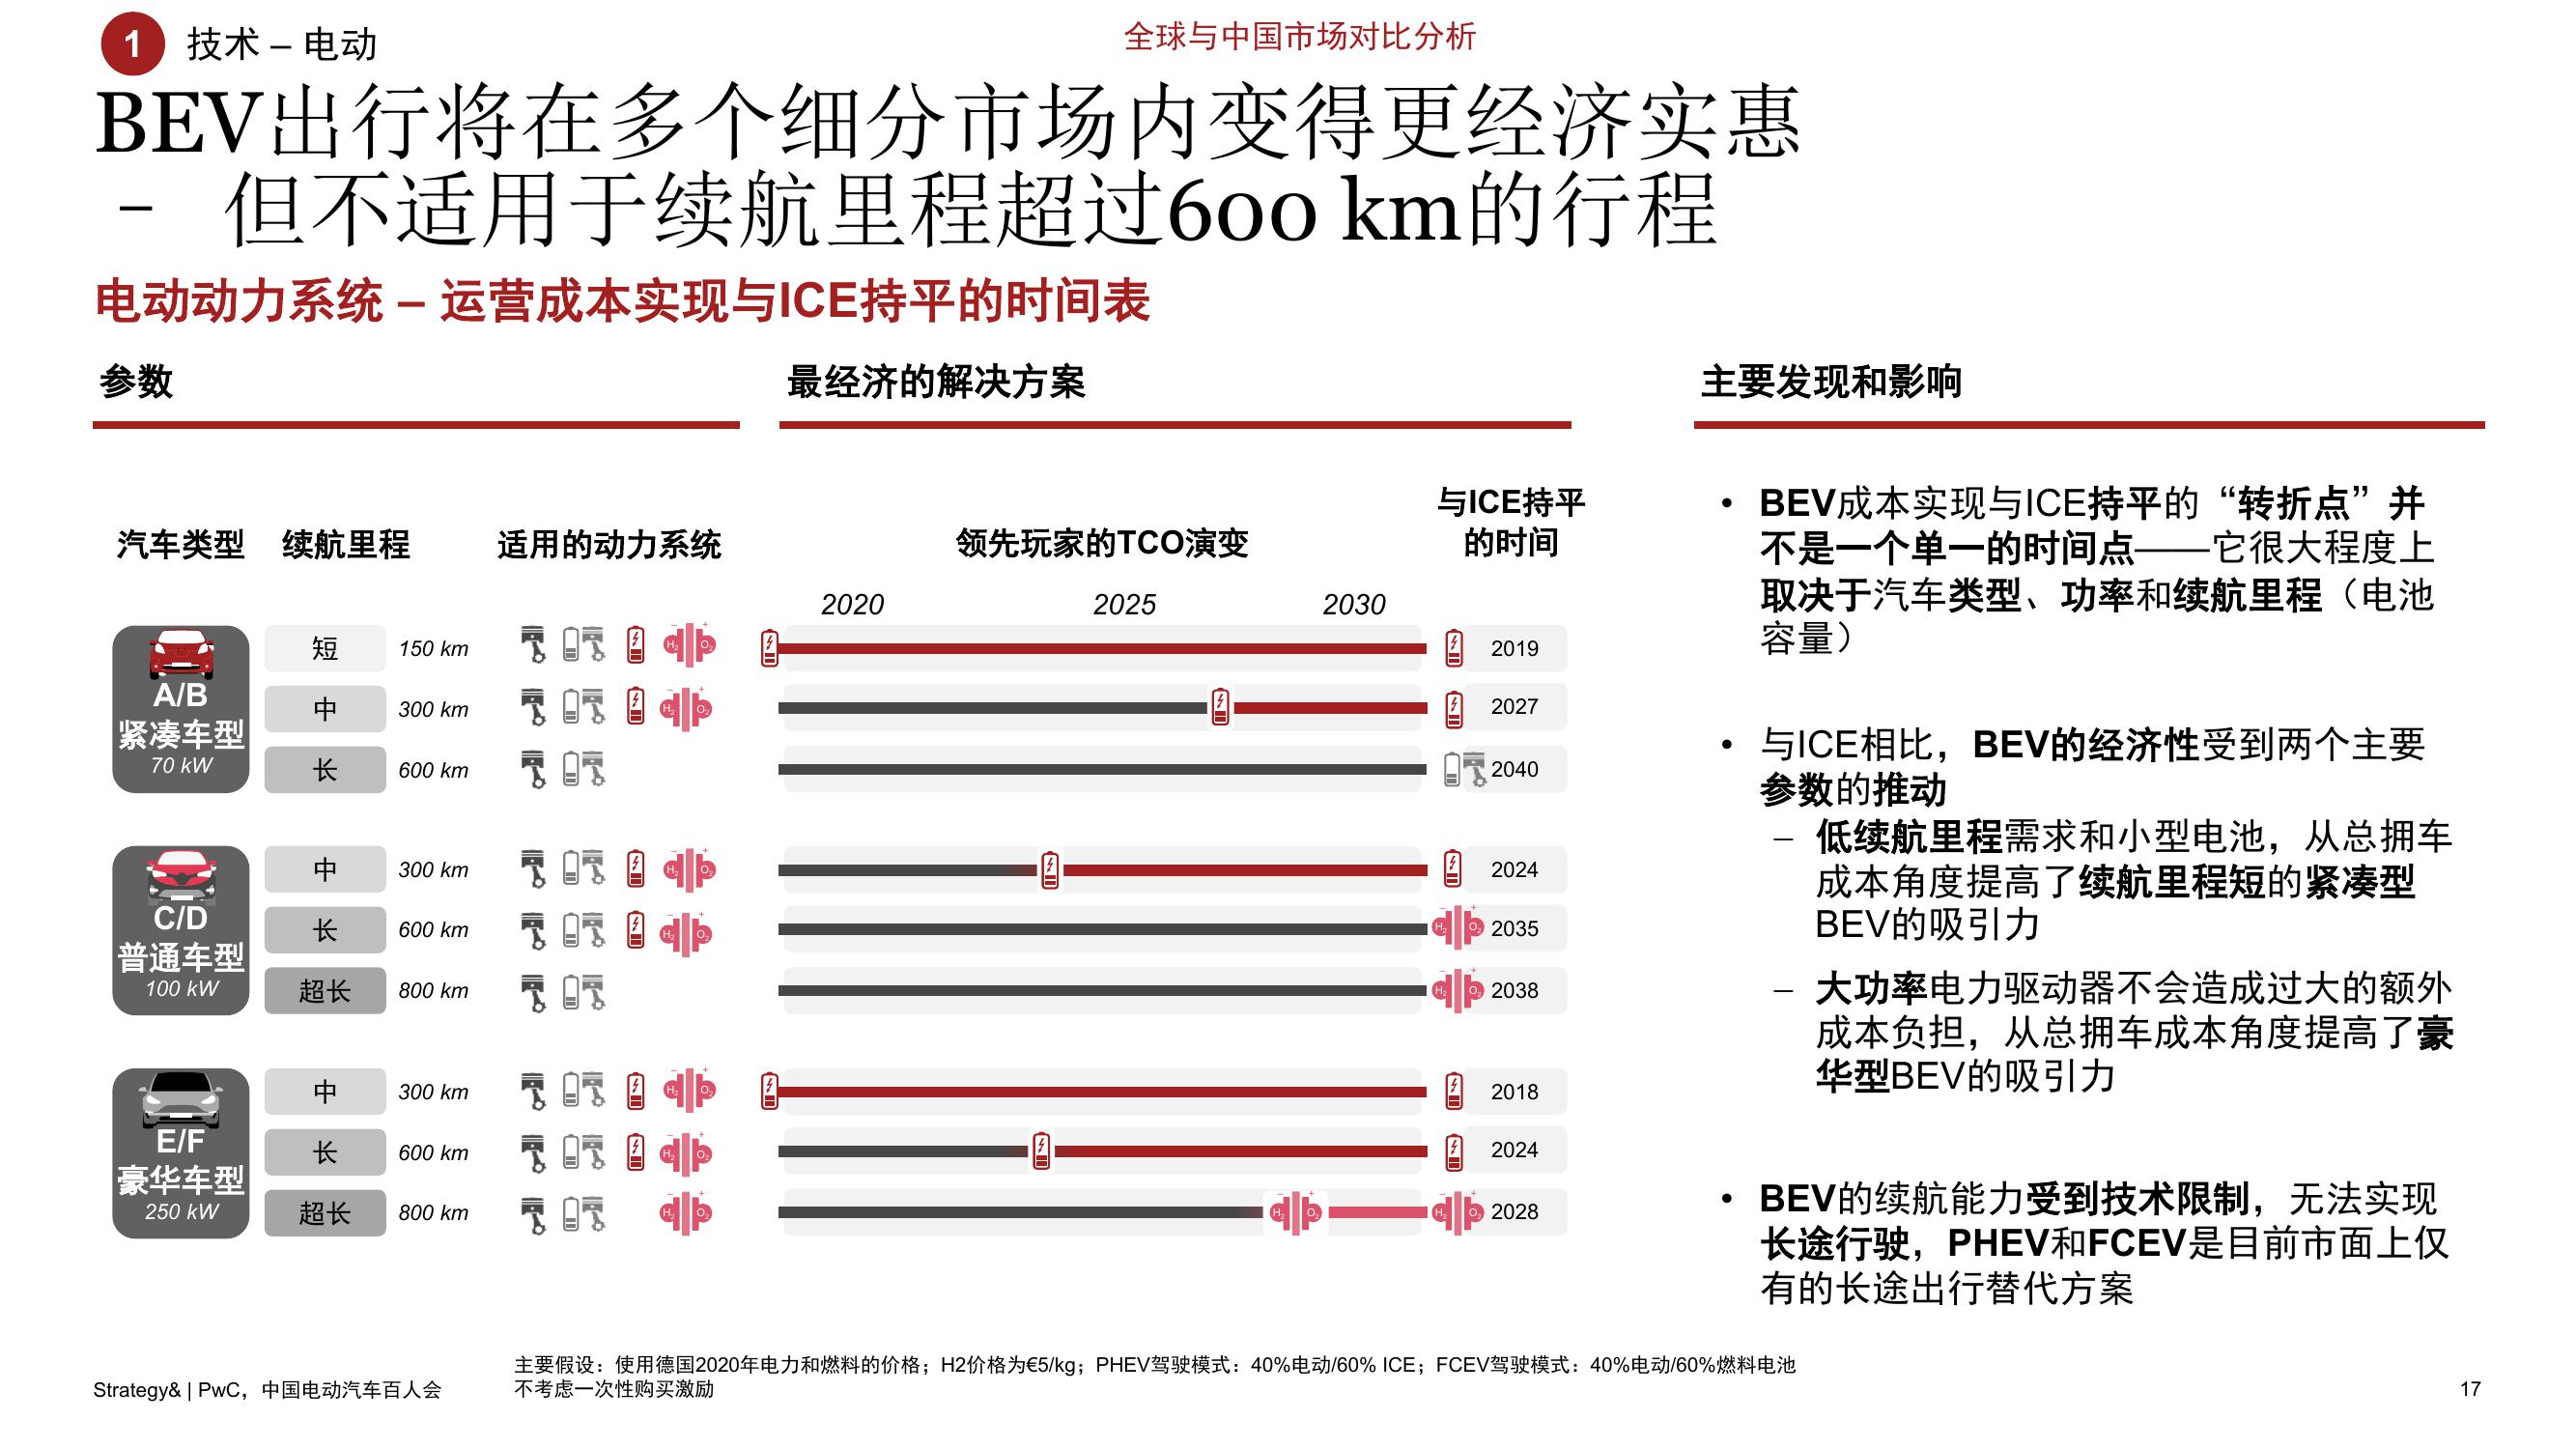 1 技术 – 电动
全球与中国市场对比分析
BEV出行将在多个细分市场内变得更经济实惠
– 但不适用于续航里程超过600 km的行程
电动动力系统 – 运营成本实现与ICE持平的时间表
参数
汽车类型 续航里程 适用的动力系统
A/B
紧凑车型
70 kW
短 150 km
中 300 km
长 600 km
C/D
普通车型
100 kW
中 300 km
长 600 km
超长 800 km
E/F
豪华车型
250 kW
中 300 km
长 600 km
超长 800 km
最经济的解决方案
领先玩家的TCO演变
与ICE持平
的时间
2020 2025 2030
2019
2027
2040
2024
2035
2038
2018
2024
2028
主要发现和影响
• BEV成本实现与ICE持平的“转折点”并
不是一个单一的时间点——它很大程度上
取决于汽车类型、功率和续航里程（电池
容量）
• 与ICE相比，BEV的经济性受到两个主要
参数的推动
– 低续航里程需求和小型电池，从总拥车
成本角度提高了续航里程短的紧凑型
BEV的吸引力
– 大功率电力驱动器不会造成过大的额外
成本负担，从总拥车成本角度提高了豪
华型BEV的吸引力
• BEV的续航能力受到技术限制，无法实现
长途行驶，PHEV和FCEV是目前市面上仅
有的长途出行替代方案
主要假设：使用德国2020年电力和燃料的价格；H2价格为€5/kg；PHEV驾驶模式：40%电动/60% ICE；FCEV驾驶模式：40%电动/60%燃料电池
不考虑一次性购买激励
Strategy& | PwC，中国电动汽车百人会
17